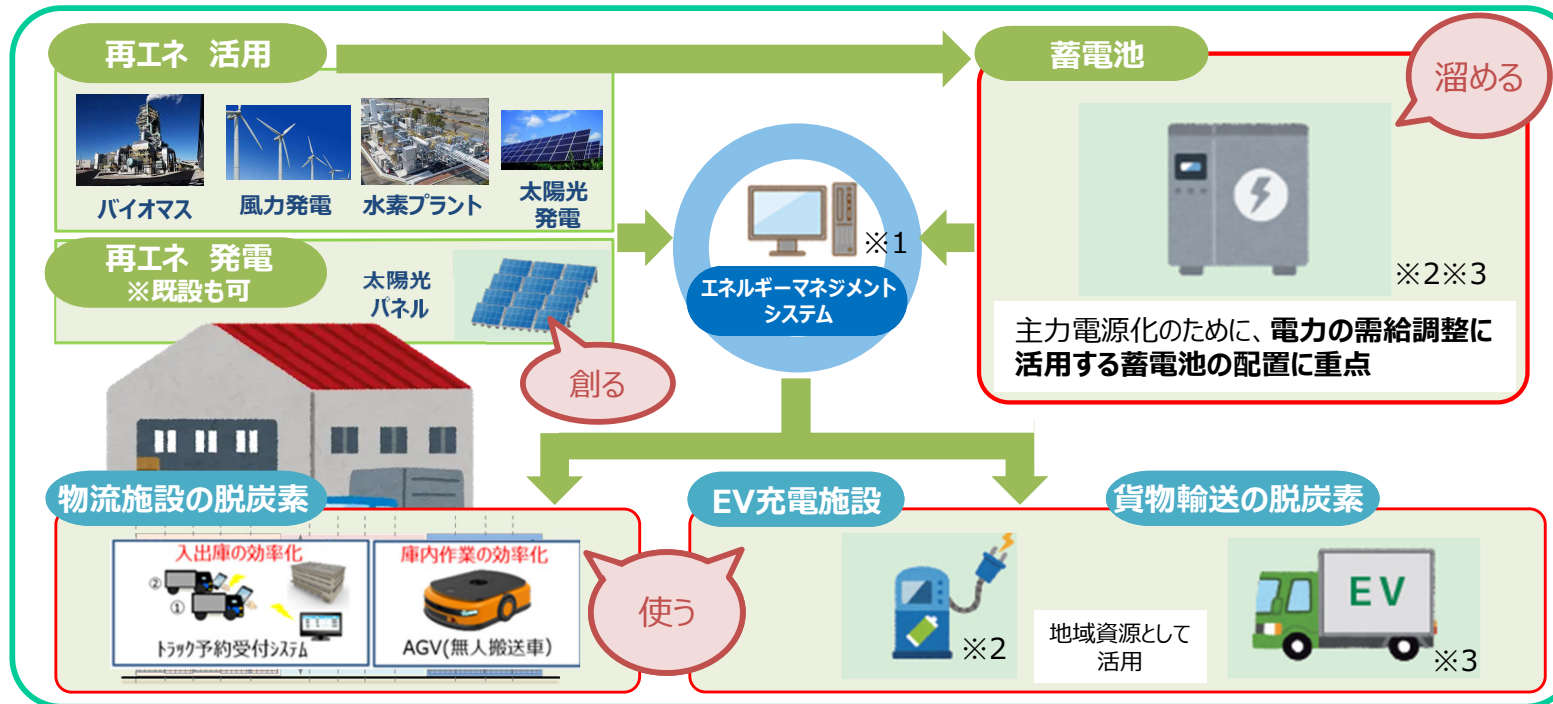 再エネ 活用
バイオマス
風力発電
水素プラント
太陽光
発電
再エネ 発電
※既設も可
太陽光
パネル
創る
※1
エネルギーマネジメント
システム
蓄電池
溜める
※2※3
主力電源化のために、電力の需給調整に
活用する蓄電池の配置に重点
物流施設の脱炭素
入出庫の効率化
②
①
トラック予約受付システム
庫内作業の効率化
AGV(無人搬送車)
使う
EV充電施設
※2
地域資源として
活用
貨物輸送の脱炭素
EV
※3